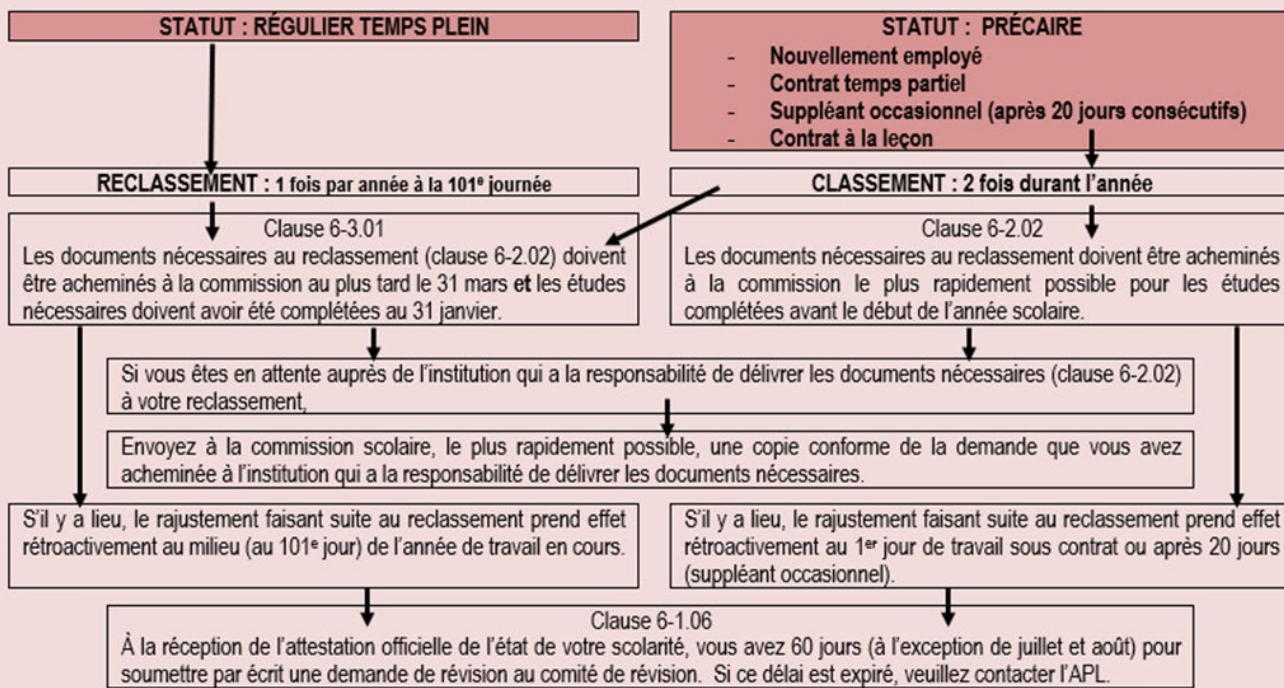 STATUT : RÉGULIER TEMPS PLEIN
STATUT : PRÉCAIRE
- Nouvellement employé
- Contrat temps partiel
- Suppléant occasionnel (après 20 jours consécutifs)
- Contrat à la leçon
RECLASSEMENT : 1 fois par année à la 101e journée
CLASSEMENT : 2 fois durant l'année
Clause 6-3.01
Les documents nécessaires au reclassement (clause 6-2.02) doivent
être acheminés à la commission au plus tard le 31 mars et les études
nécessaires doivent avoir été complétées au 31 janvier.
Clause 6-2.02
Les documents nécessaires au reclassement doivent être acheminés
à la commission le plus rapidement possible pour les études
complétées avant le début de l'année scolaire.
Si vous êtes en attente auprès de l'institution qui a la responsabilité de délivrer les documents nécessaires (clause 6-2.02)
à votre reclassement,
Envoyez à la commission scolaire, le plus rapidement possible, une copie conforme de la demande que vous avez
acheminée à l'institution qui a la responsabilité de délivrer les documents nécessaires.
S'il y a lieu, le rajustement faisant suite au reclassement prend effet
rétroactivement au milieu (au 101e jour) de l'année de travail en cours.
S'il y a lieu, le rajustement faisant suite au reclassement prend effet
rétroactivement au 1er jour de travail sous contrat ou après 20 jours
(suppléant occasionnel).
Clause 6-1.06
À la réception de l'attestation officielle de l'état de votre scolarité, vous avez 60 jours (à l'exception de juillet et août) pour
soumettre par écrit une demande de révision au comité de révision. Si ce délai est expiré, veuillez contacter l'APL.